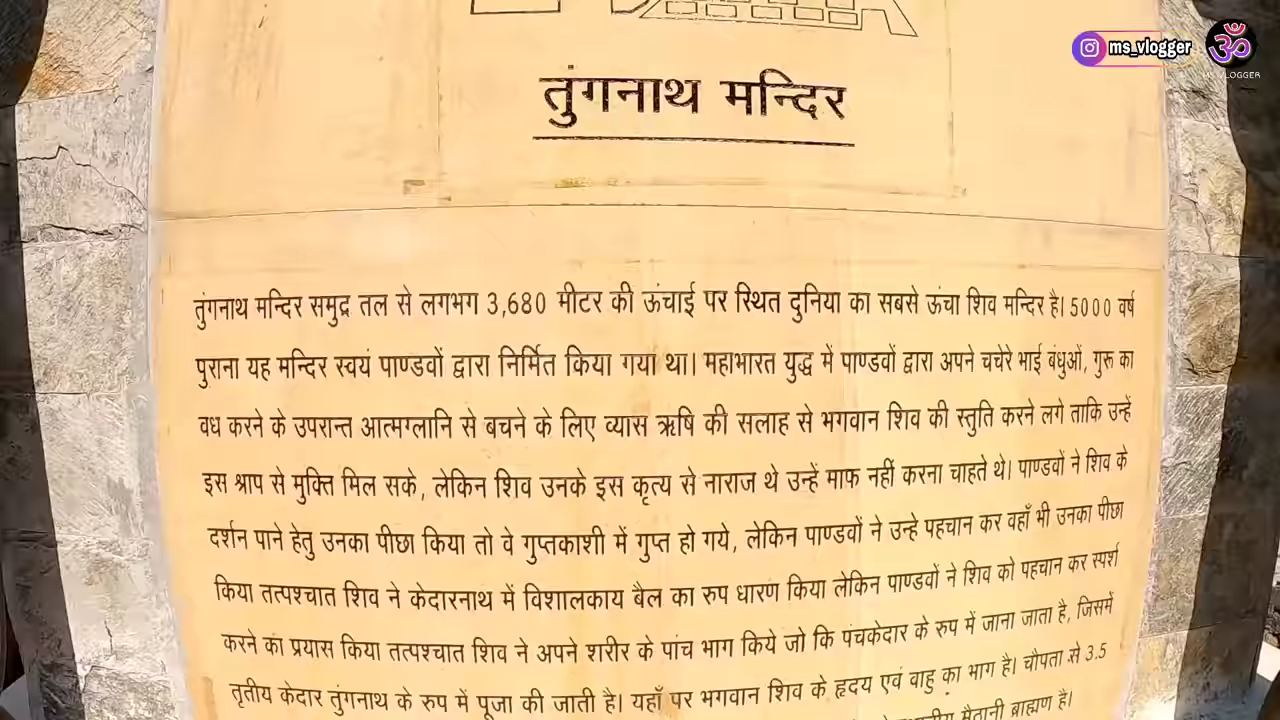 ms_vlogger
MS VLOGGER
तुंगनाथ मन्दिर
तुंगनाथ मन्दिर समुद्र तल से लगभग 3,680 मीटर की ऊंचाई पर स्थित दुनिया का सबसे ऊंचा शिव मन्दिर है। 5000 वर्ष
पुराना यह मन्दिर स्वयं पाण्डवों द्वारा निर्मित किया गया था। महाभारत युद्ध में पाण्डवों द्वारा अपने चचेरे भाई बंधुओं, गुरू का
वध करने के उपरान्त आत्मग्लानि से बचने के लिए व्यास ऋषि की सलाह से भगवान शिव की स्तुति करने लगे ताकि उन्हें
इस श्राप से मुक्ति मिल सके, लेकिन शिव उनके इस कृत्य से नाराज थे उन्हें माफ नहीं करना चाहते थे। पाण्डवों ने शिव के
दर्शन पाने हेतु उनका पीछा किया तो वे गुप्तकाशी में गुप्त हो गये, लेकिन पाण्डवों ने उन्हे पहचान कर वहाँ भी उनका पीछा
किया तत्पश्चात शिव ने केदारनाथ में विशालकाय बैल का रुप धारण किया लेकिन पाण्डवों ने शिव को पहचान कर स्पर्श
करने का प्रयास किया तत्पश्चात शिव ने अपने शरीर के पांच भाग किये जो कि पंचकेदार के रुप में जाना जाता है, जिसमें
तृतीय केदार तुंगनाथ के रुप में पूजा की जाती है। यहाँ पर भगवान शिव के हृदय एवं वाहु का भाग है। चौपता से 3.5
मैठानी ब्राह्मण है।